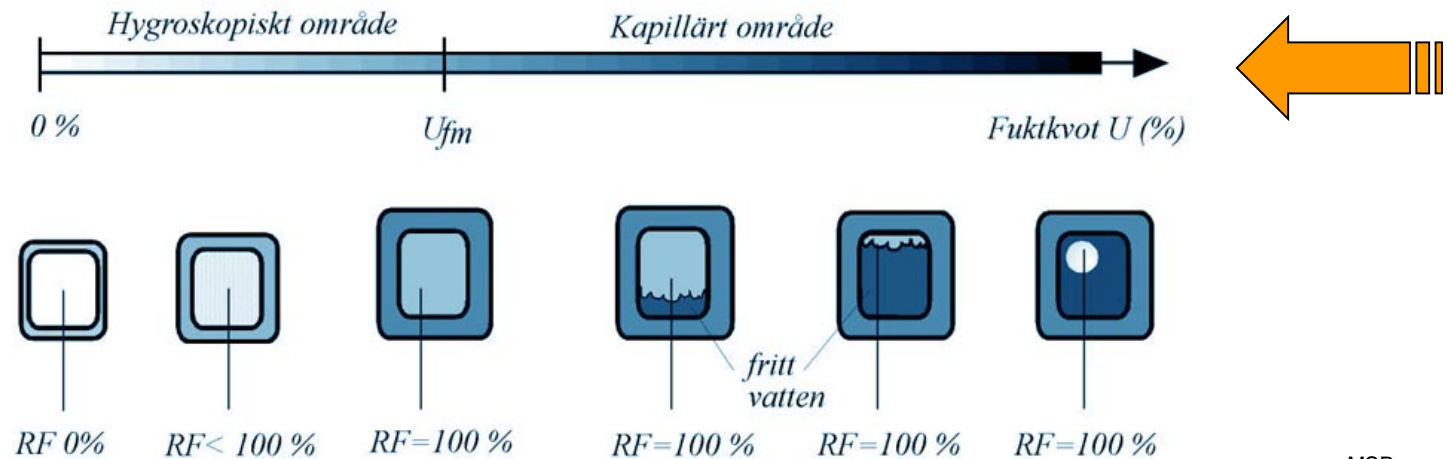 Hygroskopiskt område Kapillärt område
0 % Ufm Fuktkvot U (%)
fritt
vatten
RF 0% RF< 100 % RF=100 % RF=100 % RF=100 % RF=100 %